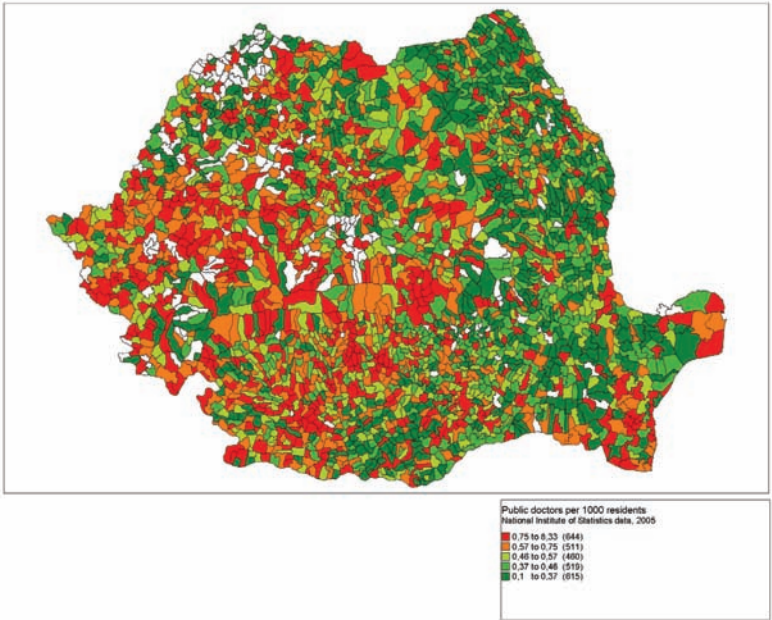 Public doctors per 1000 residents
National Institute of Statistics data, 2005
0,75 to 8,33 (644)
0,57 to 0,75 (511)
0,46 to 0,57 (460)
0,37 to 0,46 (519)
0,1 to 0,37 (615)